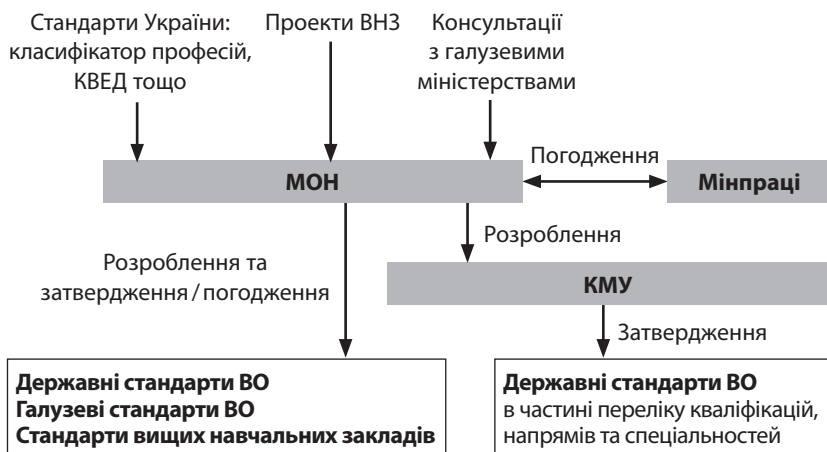 Стандарти України:
класифікатор професій,
КВЕД тощо
Проекти ВНЗ
Консультації
з галузевими
міністерствами
МОН
Погодження
Мінпраці
Розроблення
Розроблення та
затвердження / погодження
КМУ
Затвердження
Державні стандарти ВО
Галузеві стандарти ВО
Стандарти вищих навчальних закладів
Державні стандарти ВО
в частині переліку кваліфікацій,
напрямів та спеціальностей